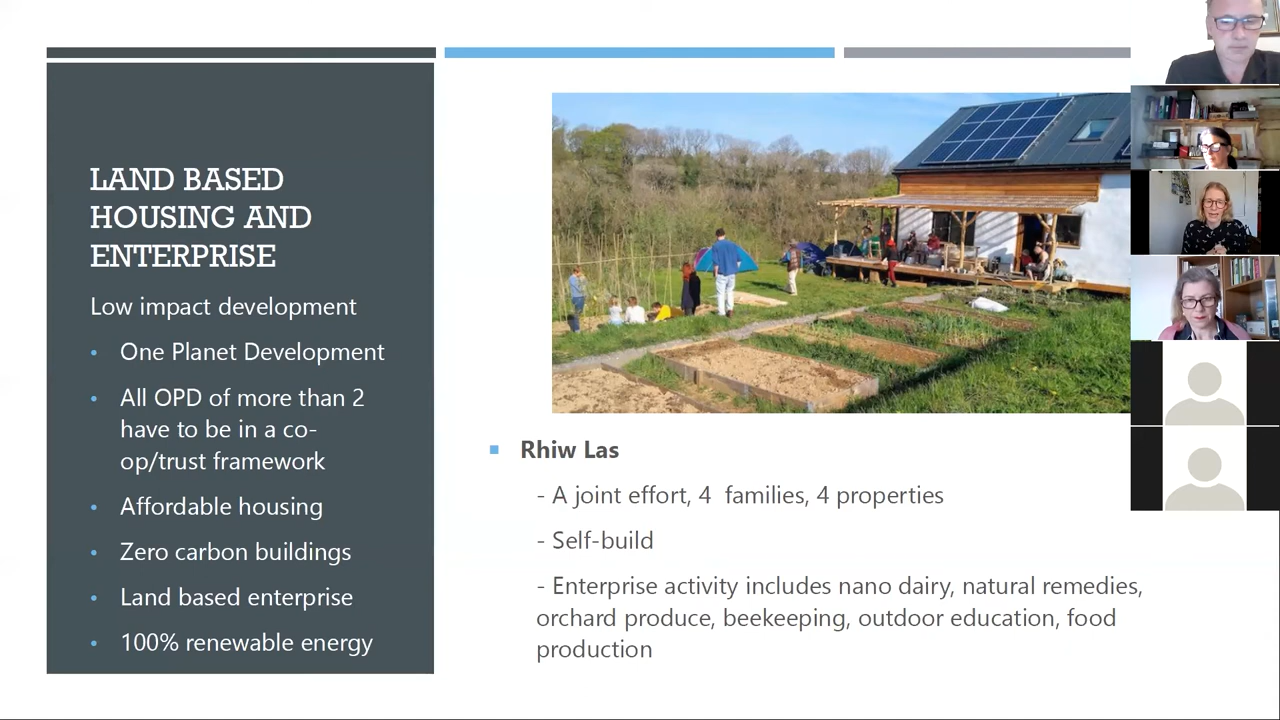 LAND BASED
HOUSING AND
ENTERPRISE
Low impact development
• One Planet Development
• All OPD of more than 2
have to be in a co-
op/trust framework
• Affordable housing
• Zero carbon buildings
• Land based enterprise
• 100% renewable energy
▪ Rhiw Las
- A joint effort, 4 families, 4 properties
- Self-build
- Enterprise activity includes nano dairy, natural remedies,
orchard produce, beekeeping, outdoor education, food
production